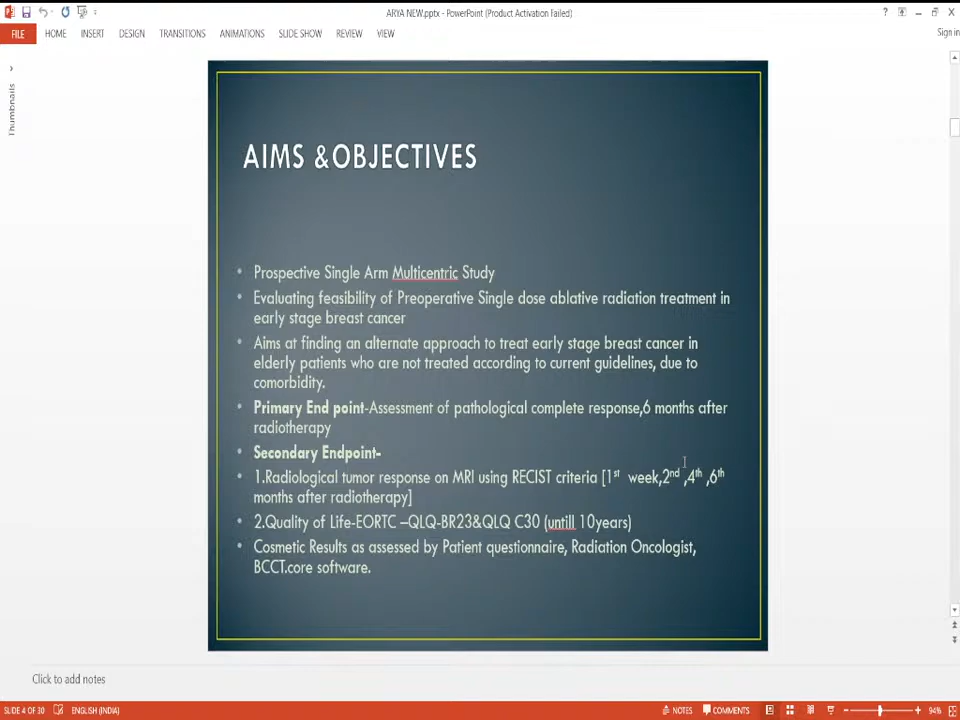 ARYA NEW.pptx - PowerPoint (Product Activation Failed)
FILE HOME INSERT DESIGN TRANSITIONS ANIMATIONS SLIDE SHOW REVIEW VIEW
Sign in
Thumbnails
AIMS &OBJECTIVES
• Prospective Single Arm Multicentric Study
• Evaluating feasibility of Preoperative Single dose ablative radiation treatment in
early stage breast cancer
• Aims at finding an alternate approach to treat early stage breast cancer in
elderly patients who are not treated according to current guidelines, due to
comorbidity.
• Primary End point-Assessment of pathological complete response,6 months after
radiotherapy
• Secondary Endpoint-
• 1.Radiological tumor response on MRI using RECIST criteria [1st week,2nd ,4th ,6th
months after radiotherapy]
• 2.Quality of Life-EORTC –QLQ-BR23&QLQ C30 (untill 10years)
• Cosmetic Results as assessed by Patient questionnaire, Radiation Oncologist,
BCCT.core software.
Click to add notes
SLIDE 4 OF 30 ENGLISH (INDIA) NOTES COMMENTS 94%